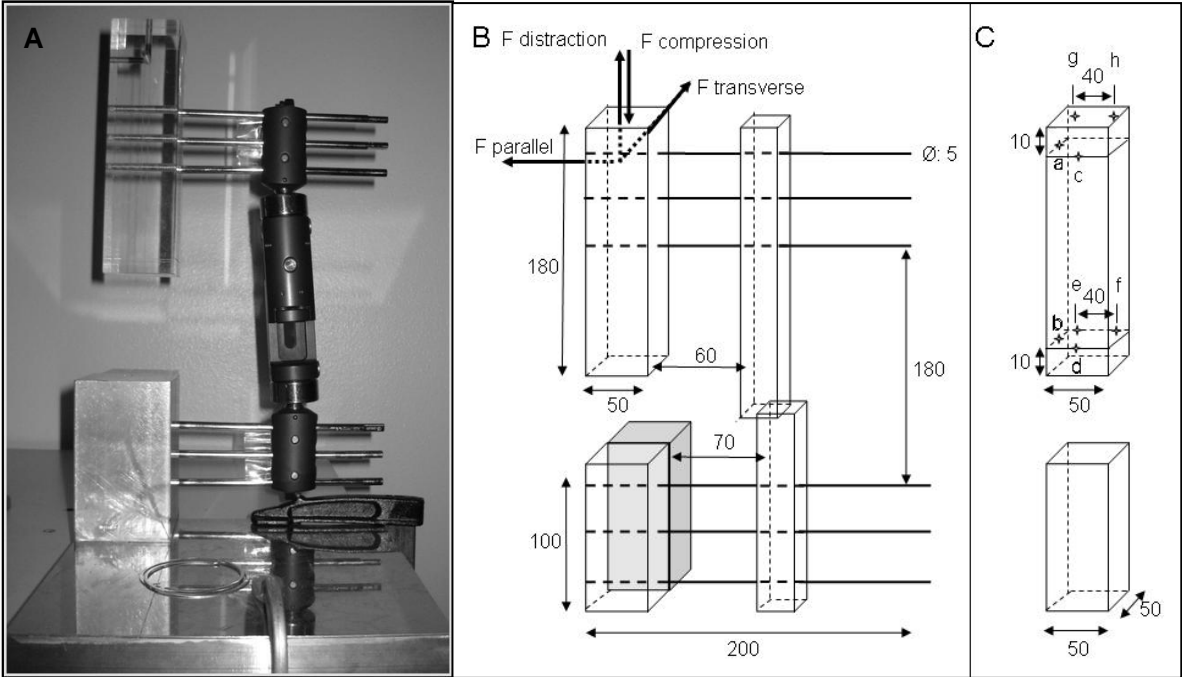 A
B
F distraction
F compression
F transverse
F parallel
Ø: 5
180
60
50
180
70
100
200
C
g h
40
10
a
c
e f
40
b
10
d
50
50
50